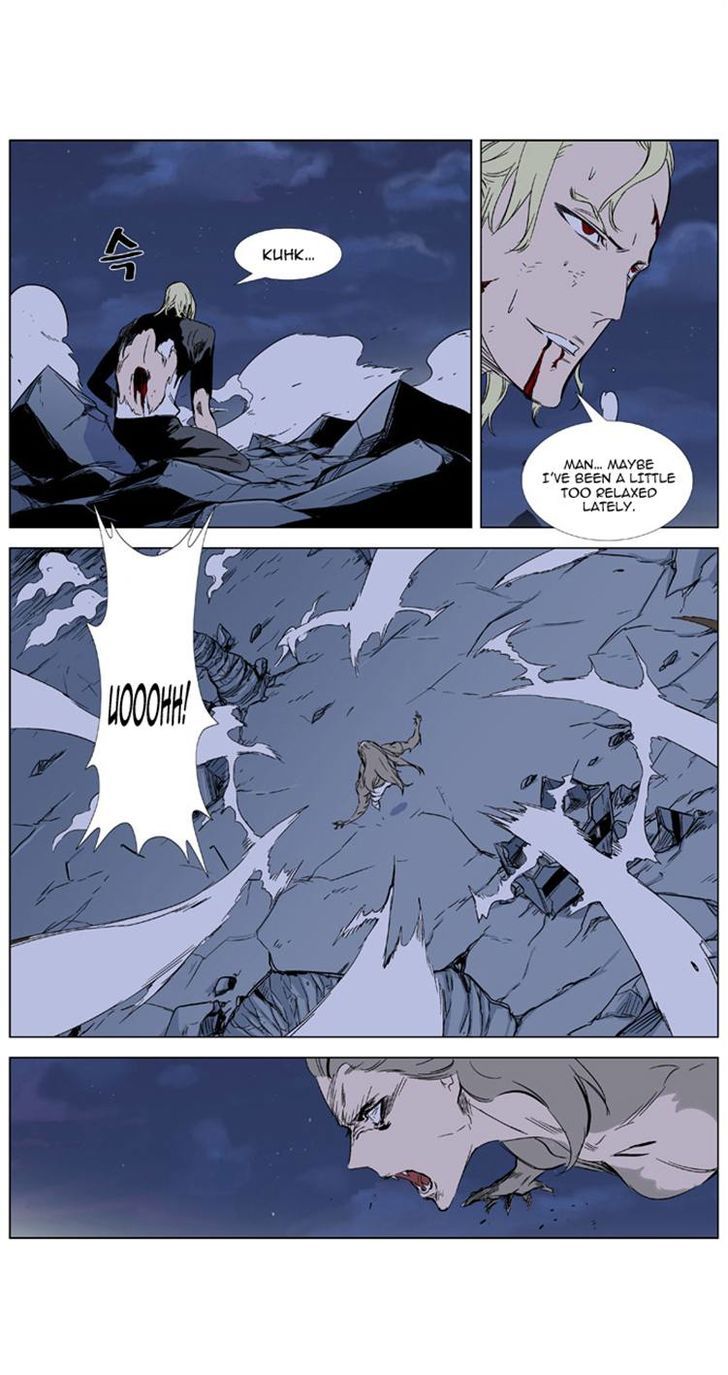 슥
KUHK...
MAN... MAYBE
I'VE BEEN A LITTLE
TOO RELAXED
LATELY.
UOOOHH!